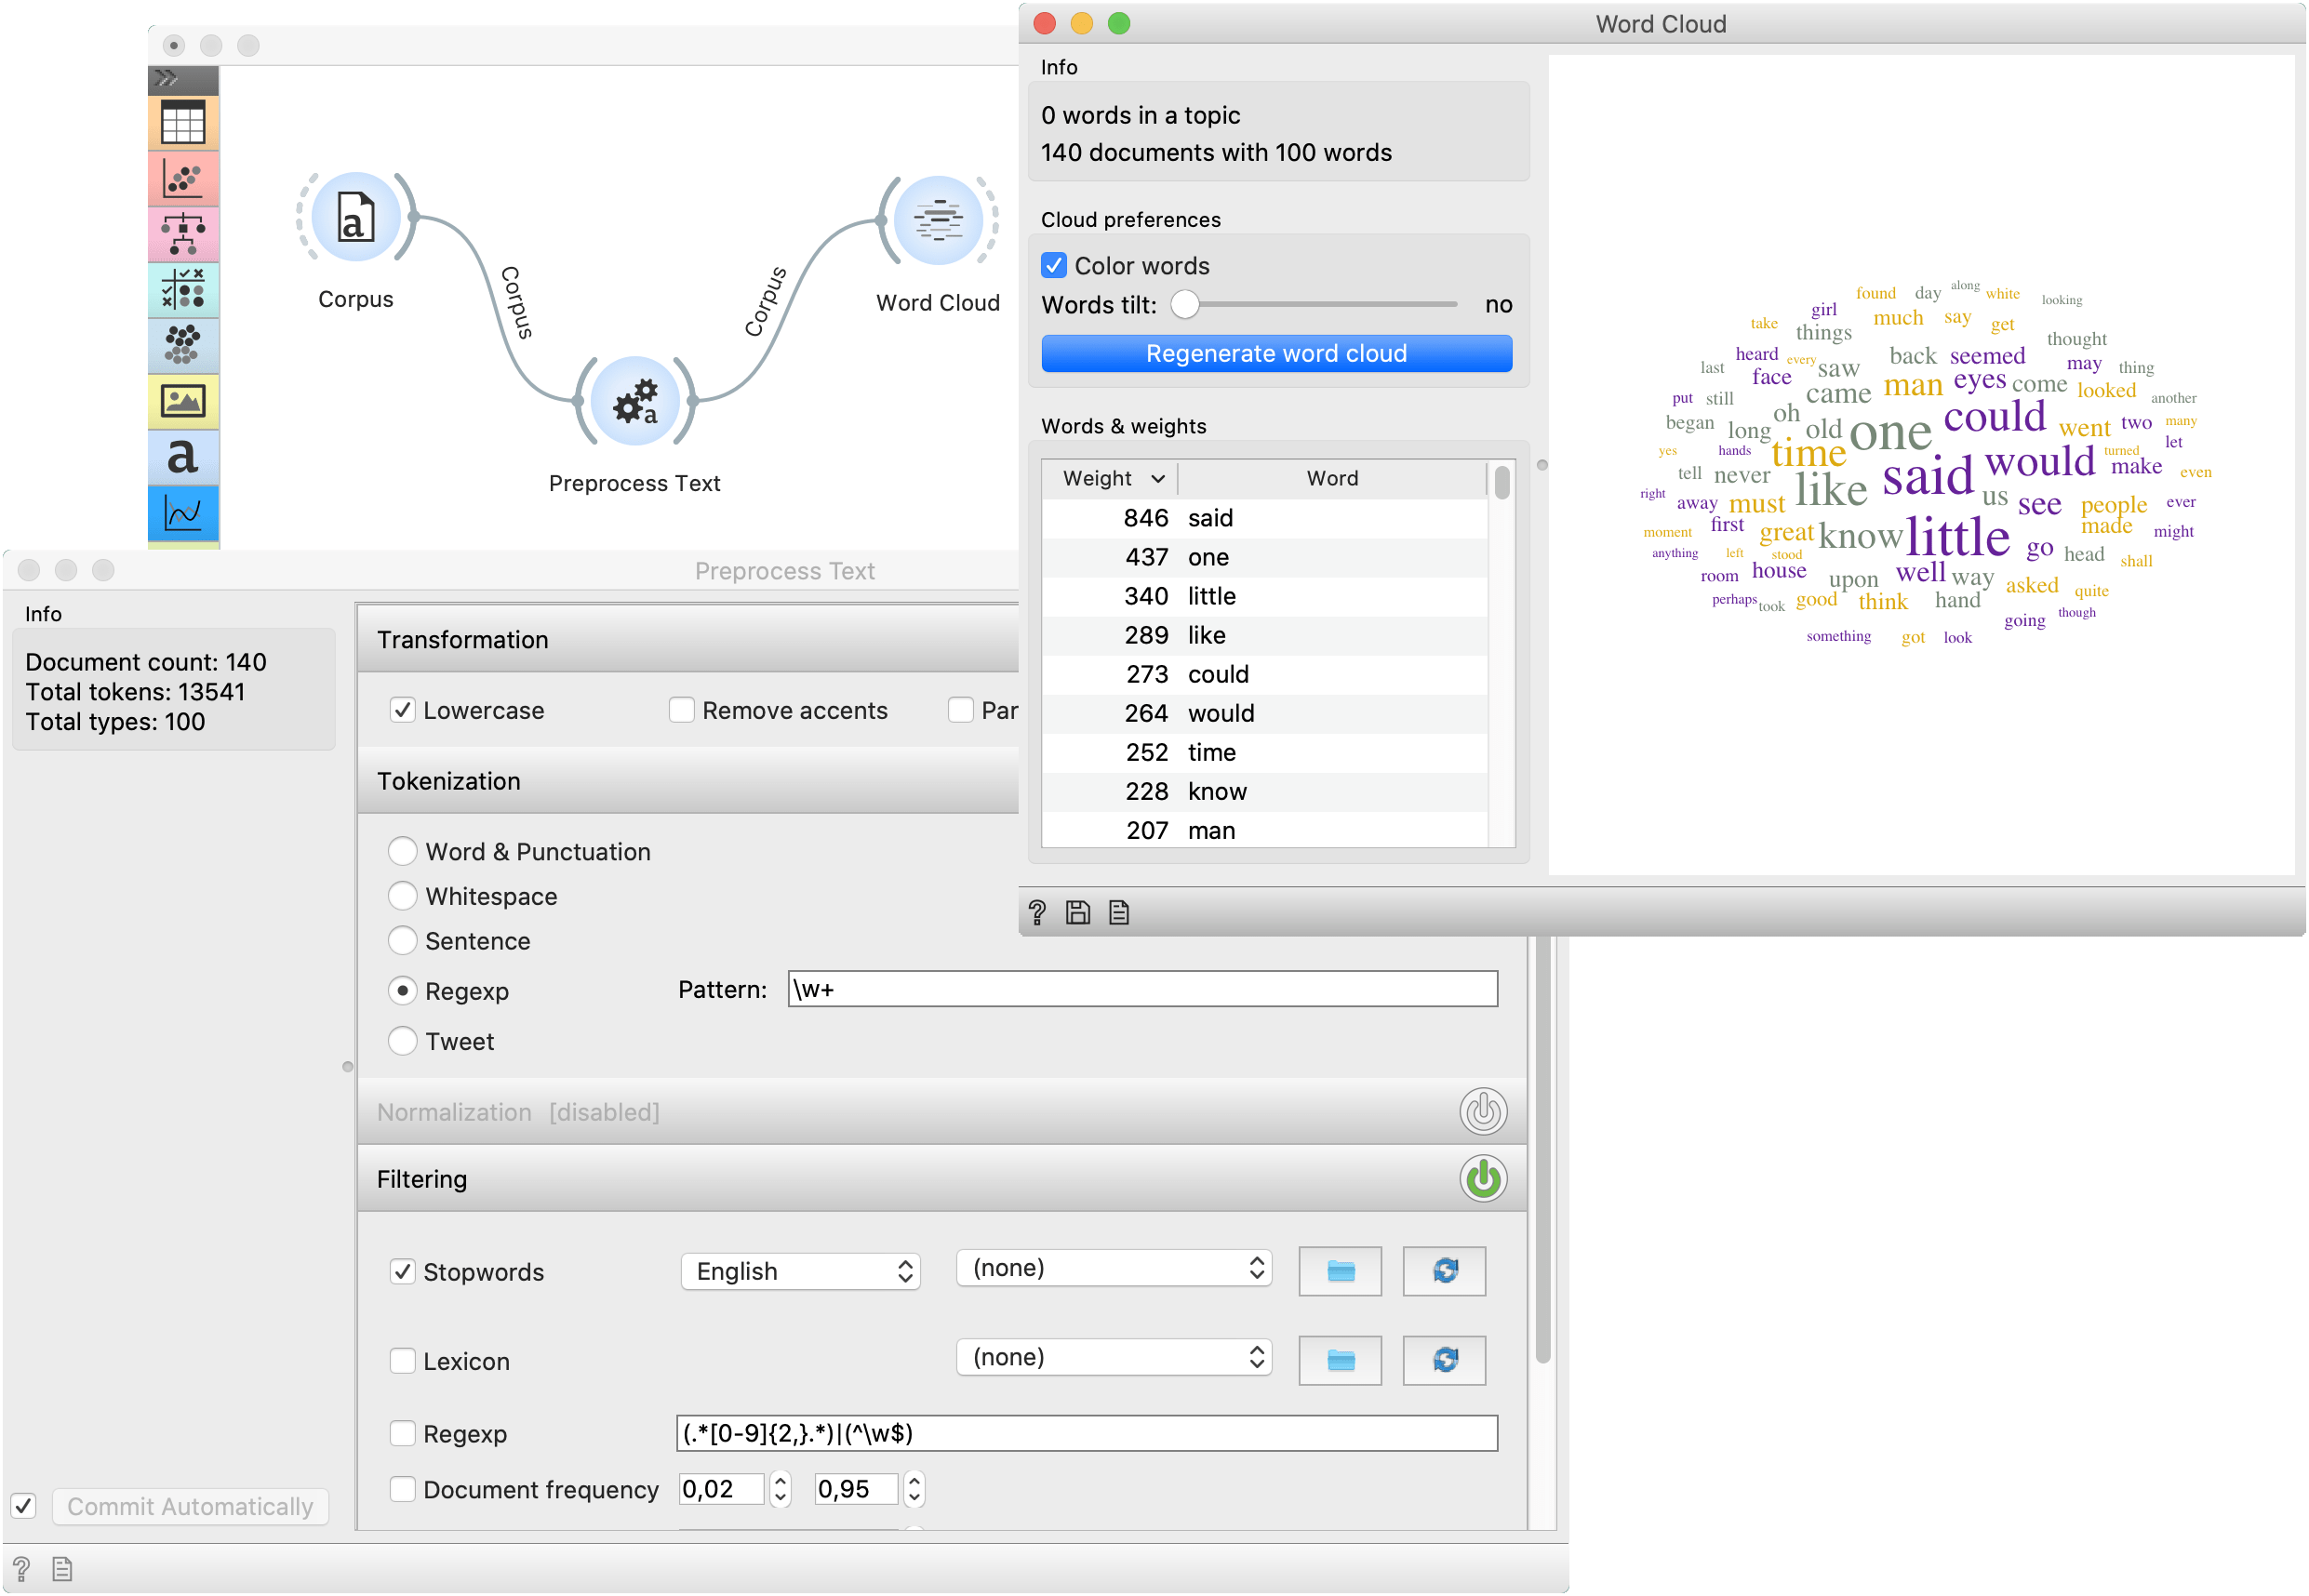 Corpus
Corpus
Corpus
Word Cloud
Preprocess Text
Word Cloud
Info
0 words in a topic
140 documents with 100 words
Cloud preferences
Color words
Words tilt: no
Regenerate word cloud
Words & weights
Weight Word
846 said
437 one
340 little
289 like
273 could
264 would
252 time
228 know
207 man
found day along white looking
girl much say get
take things thought
last heard every saw back seemed may thing
face came man eyes come looked
put still oh another
began long old one could went two many
yes hands time turned let
tell never said would make even
right like us
away must see people ever
first great made might
moment know little go
anything left stood head shall
room house upon well way asked
perhaps took good think hand quite
going though
something got look
Preprocess Text
Info
Document count: 140
Total tokens: 13541
Total types: 100
Transformation
Lowercase Remove accents Par
Tokenization
Word & Punctuation
Whitespace
Sentence
Regexp Pattern: \w+
Tweet
Normalization [disabled]
Filtering
Stopwords English (none)
Lexicon (none)
Regexp (.*[0-9]{2,}.*)|(^\w$)
Document frequency 0,02 0,95
Commit Automatically